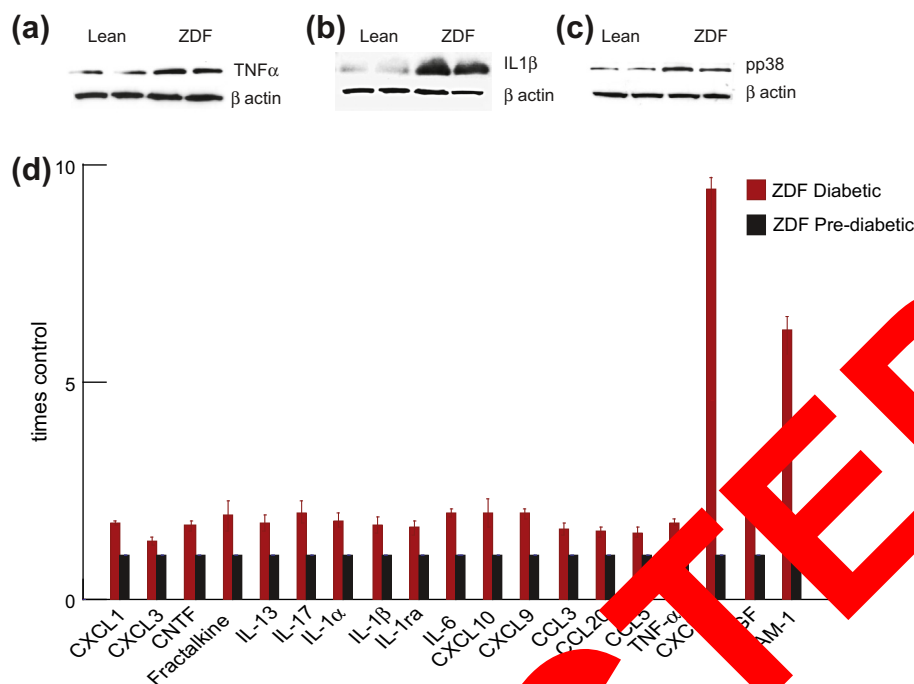 (a) Lean ZDF
TNFα
β actin
(b) Lean ZDF
IL1β
β actin
(c) Lean ZDF
pp38
β actin
(d)
10
5
0
times control
ZDF Diabetic
ZDF Pre-diabetic
CXCL1
CXCL3
CNTF
Fractalkine
IL-13
IL-17
IL-1α
IL-1β
IL-1ra
IL-6
CXCL10
CXCL9
CCL3
CCL20
CCL5
TNF-α